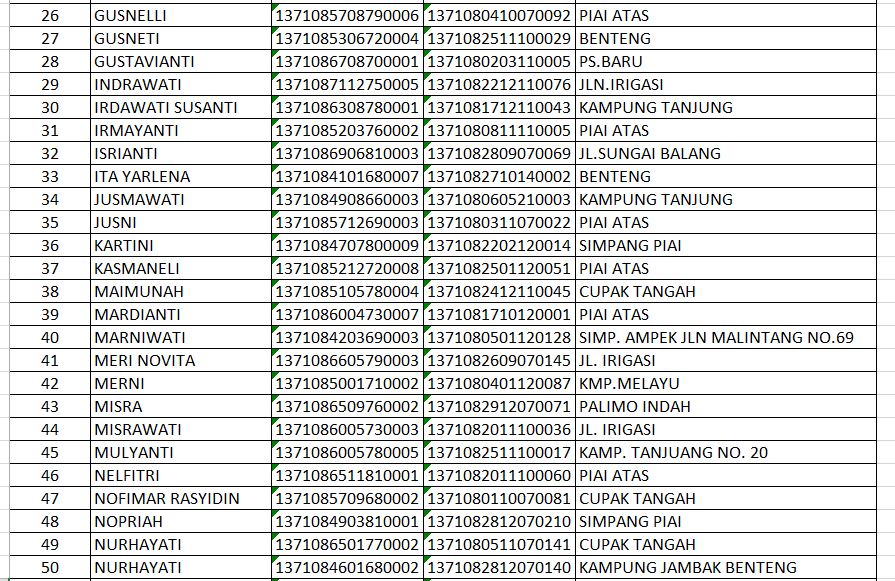 26 GUSNELLI 1371085708790006 1371080410070092 PIAI ATAS
27 GUSNETI 1371085306720004 1371082511100029 BENTENG
28 GUSTAVIANTI 1371086708700001 1371080203110005 PS.BARU
29 INDRAWATI 1371087112750005 1371082212110076 JLN.IRIGASI
30 IRDAWATI SUSANTI 1371086308780001 1371081712110043 KAMPUNG TANJUNG
31 IRMAYANTI 1371085203760002 1371080811110005 PIAI ATAS
32 ISRIANTI 1371086906810003 1371082809070069 JL.SUNGAI BALANG
33 ITA YARLENA 1371084101680007 1371082710140002 BENTENG
34 JUSMAWATI 1371084908660003 1371080605210003 KAMPUNG TANJUNG
35 JUSNI 1371085712690003 1371080311070022 PIAI ATAS
36 KARTINI 1371084707800009 1371082202120014 SIMPANG PIAI
37 KASMANELI 1371085212720008 1371082501120051 PIAI ATAS
38 MAIMUNAH 1371085105780004 1371082412110045 CUPAK TANGAH
39 MARDIANTI 1371086004730007 1371081710120001 PIAI ATAS
40 MARNIWATI 1371084203690003 1371080501120128 SIMP. AMPEK JLN MALINTANG NO.69
41 MERI NOVITA 1371086605790003 1371082609070145 JL. IRIGASI
42 MERNI 1371085001710002 1371080401120087 KMP.MELAYU
43 MISRA 1371086509760002 1371082912070071 PALIMO INDAH
44 MISRAWATI 1371086005730003 1371082011100036 JL. IRIGASI
45 MULYANTI 1371086005780005 1371082511100017 KAMP. TANJUANG NO. 20
46 NELFITRI 1371086511810001 1371082011100060 PIAI ATAS
47 NOFIMAR RASYIDIN 1371085709680002 1371080110070081 CUPAK TANGAH
48 NOPRIAH 1371084903810001 1371082812070210 SIMPANG PIAI
49 NURHAYATI 1371086501770002 1371080511070141 CUPAK TANGAH
50 NURHAYATI 1371084601680002 1371082812070140 KAMPUNG JAMBAK BENTENG